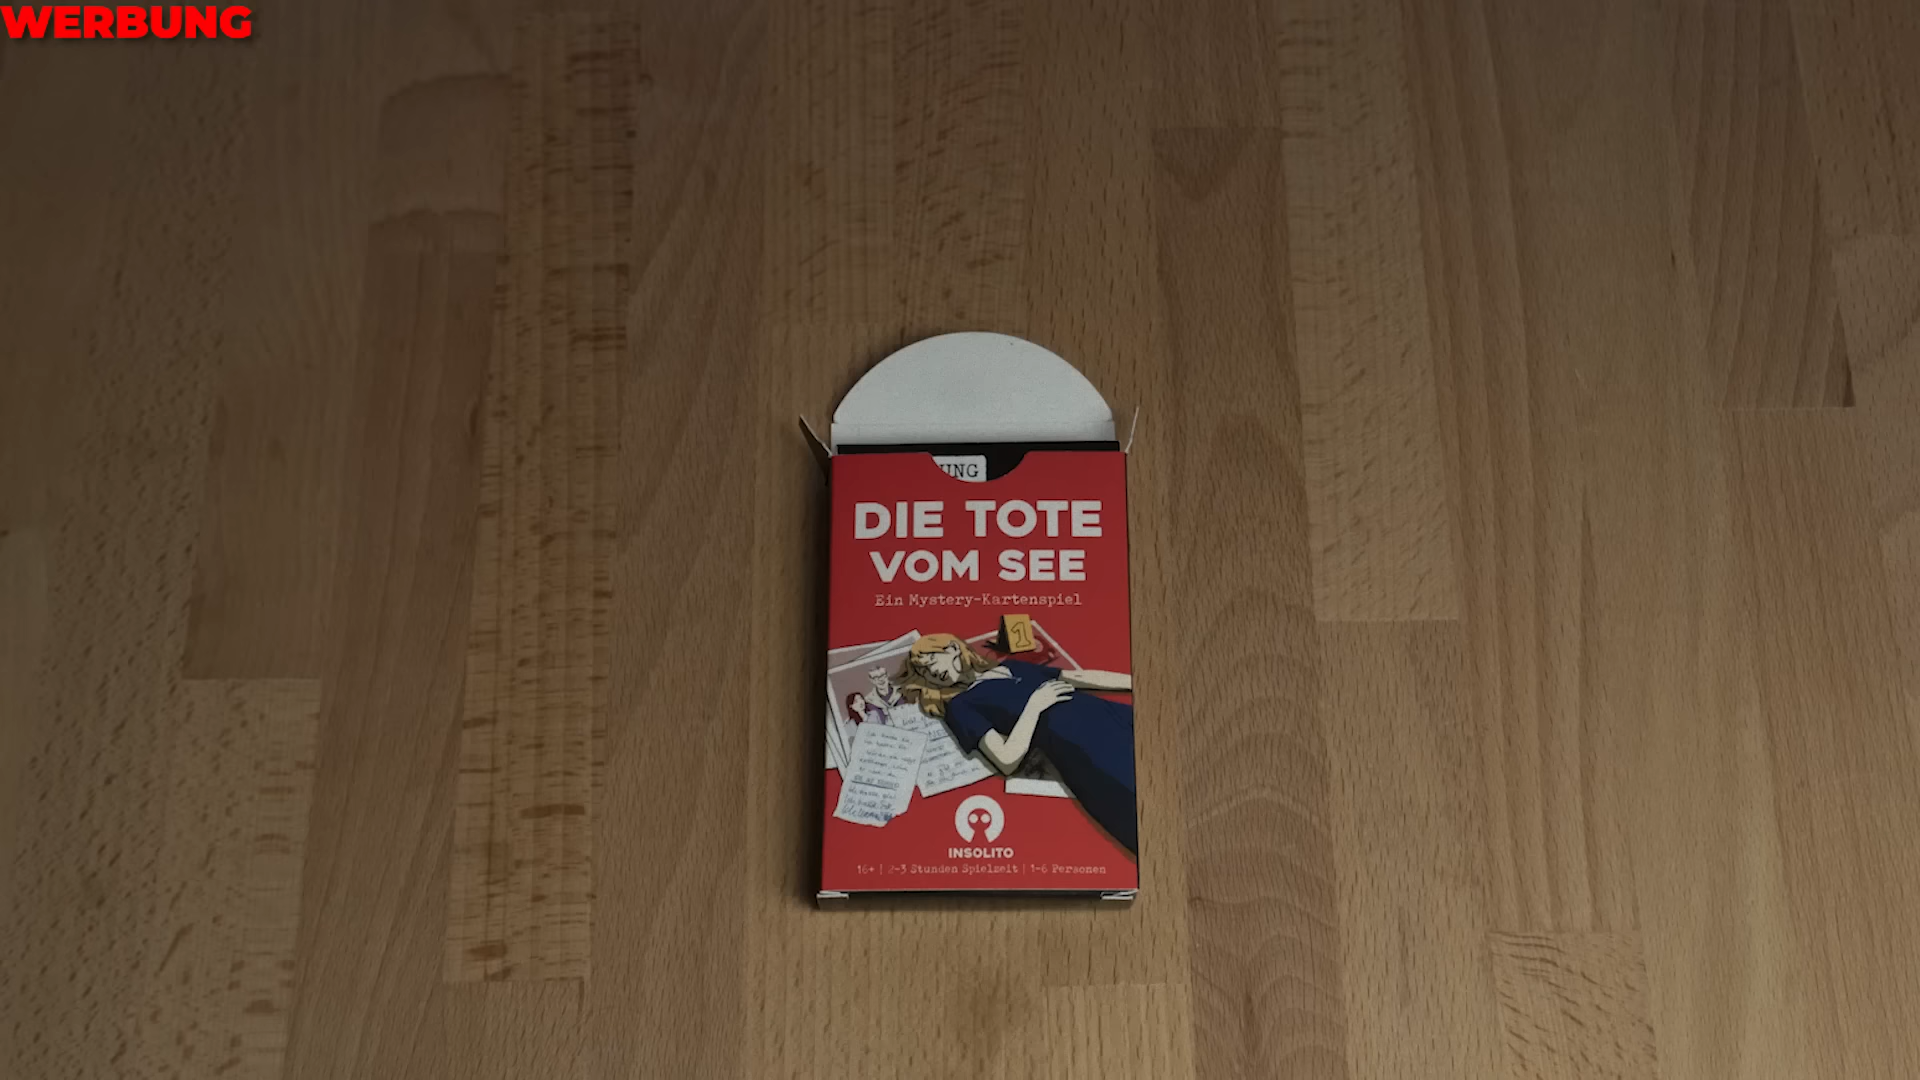 WERBUNG
UNG
DIE TOTE
VOM SEE
Ein Mystery-Kartenspiel
1
INSOLITO
16+ | 2-3 Stunden Spielzeit | 1-6 Personen